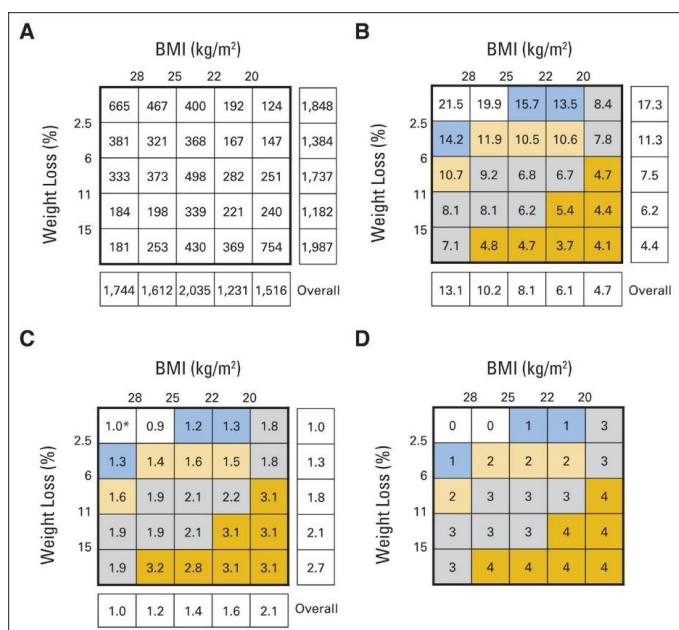 A
BMI (kg/m²)
28 25 22 20
Weight Loss (%)
665 467 400 192 124 1,848
2.5
381 321 368 167 147 1,384
6
333 373 498 282 251 1,737
11
184 198 339 221 240 1,182
15
181 253 430 369 754 1,987
1,744 1,612 2,035 1,231 1,516 Overall
B
BMI (kg/m²)
28 25 22 20
Weight Loss (%)
21.5 19.9 15.7 13.5 8.4 17.3
2.5
14.2 11.9 10.5 10.6 7.8 11.3
6
10.7 9.2 6.8 6.7 4.7 7.5
11
8.1 8.1 6.2 5.4 4.4 6.2
15
7.1 4.8 4.7 3.7 4.1 4.4
13.1 10.2 8.1 6.1 4.7 Overall
C
BMI (kg/m²)
28 25 22 20
Weight Loss (%)
1.0* 0.9 1.2 1.3 1.8 1.0
2.5
1.3 1.4 1.6 1.5 1.8 1.3
6
1.6 1.9 2.1 2.2 3.1 1.8
11
1.9 1.9 2.1 3.1 3.1 2.1
15
1.9 3.2 2.8 3.1 3.1 2.7
1.0 1.2 1.4 1.6 2.1 Overall
D
BMI (kg/m²)
28 25 22 20
Weight Loss (%)
0 0 1 1 3
2.5
1 2 2 2 3
6
2 3 3 3 4
11
3 3 3 4 4
15
3 4 4 4 4